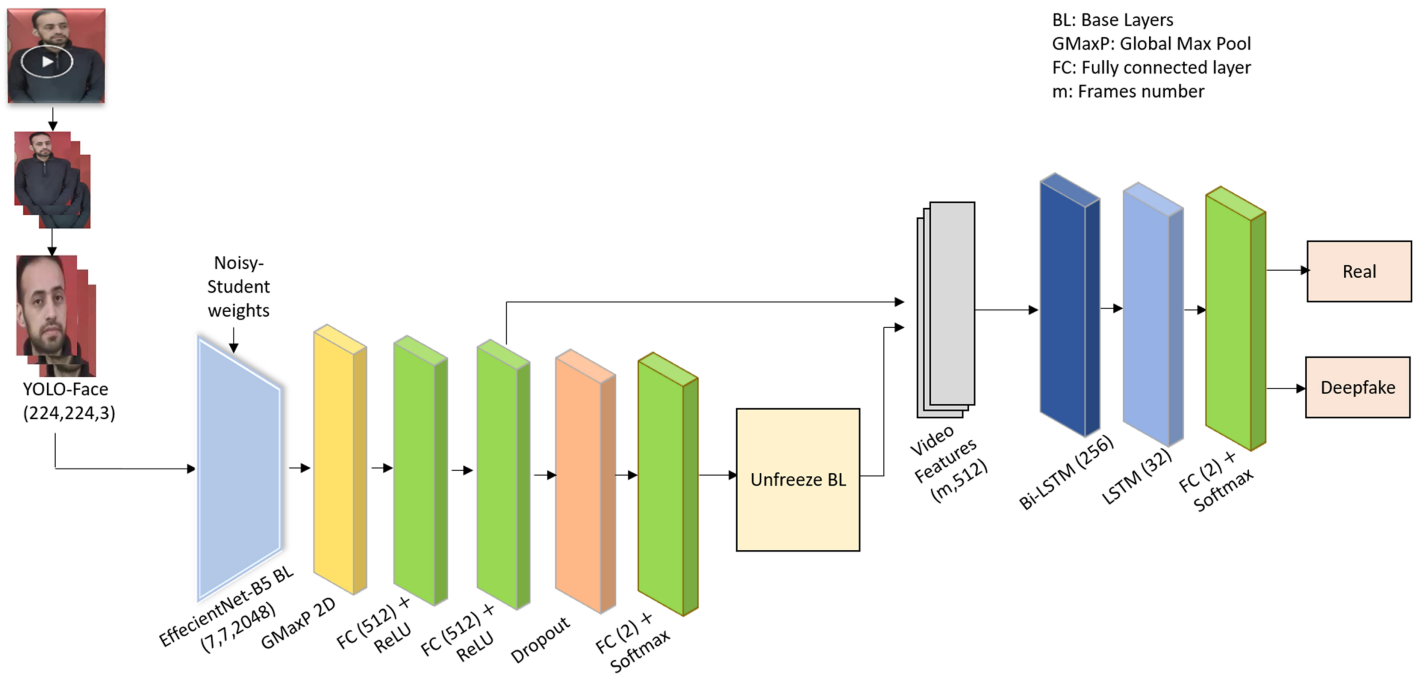 BL: Base Layers
GMaxP: Global Max Pool
FC: Fully connected layer
m: Frames number
Noisy-
Student
weights
YOLO-Face
(224,224,3)
EffecientNet-B5 BL
(7,7,2048)
GMaxP 2D
FC (512) +
ReLU
FC (512) +
ReLU
Dropout
FC (2) +
Softmax
Unfreeze BL
Video
Features
(m,512)
Bi-LSTM (256)
LSTM (32)
FC (2) +
Softmax
Real
Deepfake